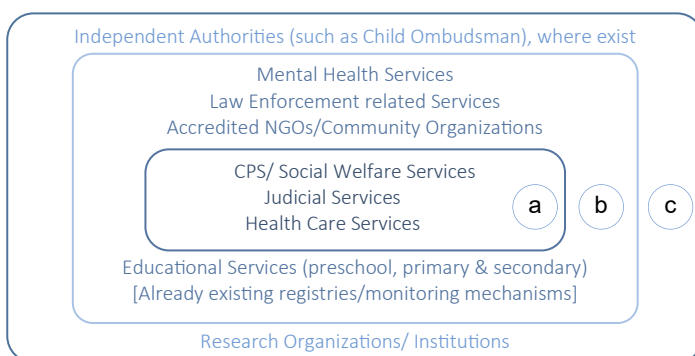 Independent Authorities (such as Child Ombudsman), where exist
Mental Health Services
Law Enforcement related Services
Accredited NGOs/Community Organizations
CPS/ Social Welfare Services
Judicial Services
Health Care Services
a
b
c
Educational Services (preschool, primary & secondary)
[Already existing registries/monitoring mechanisms]
Research Organizations/ Institutions